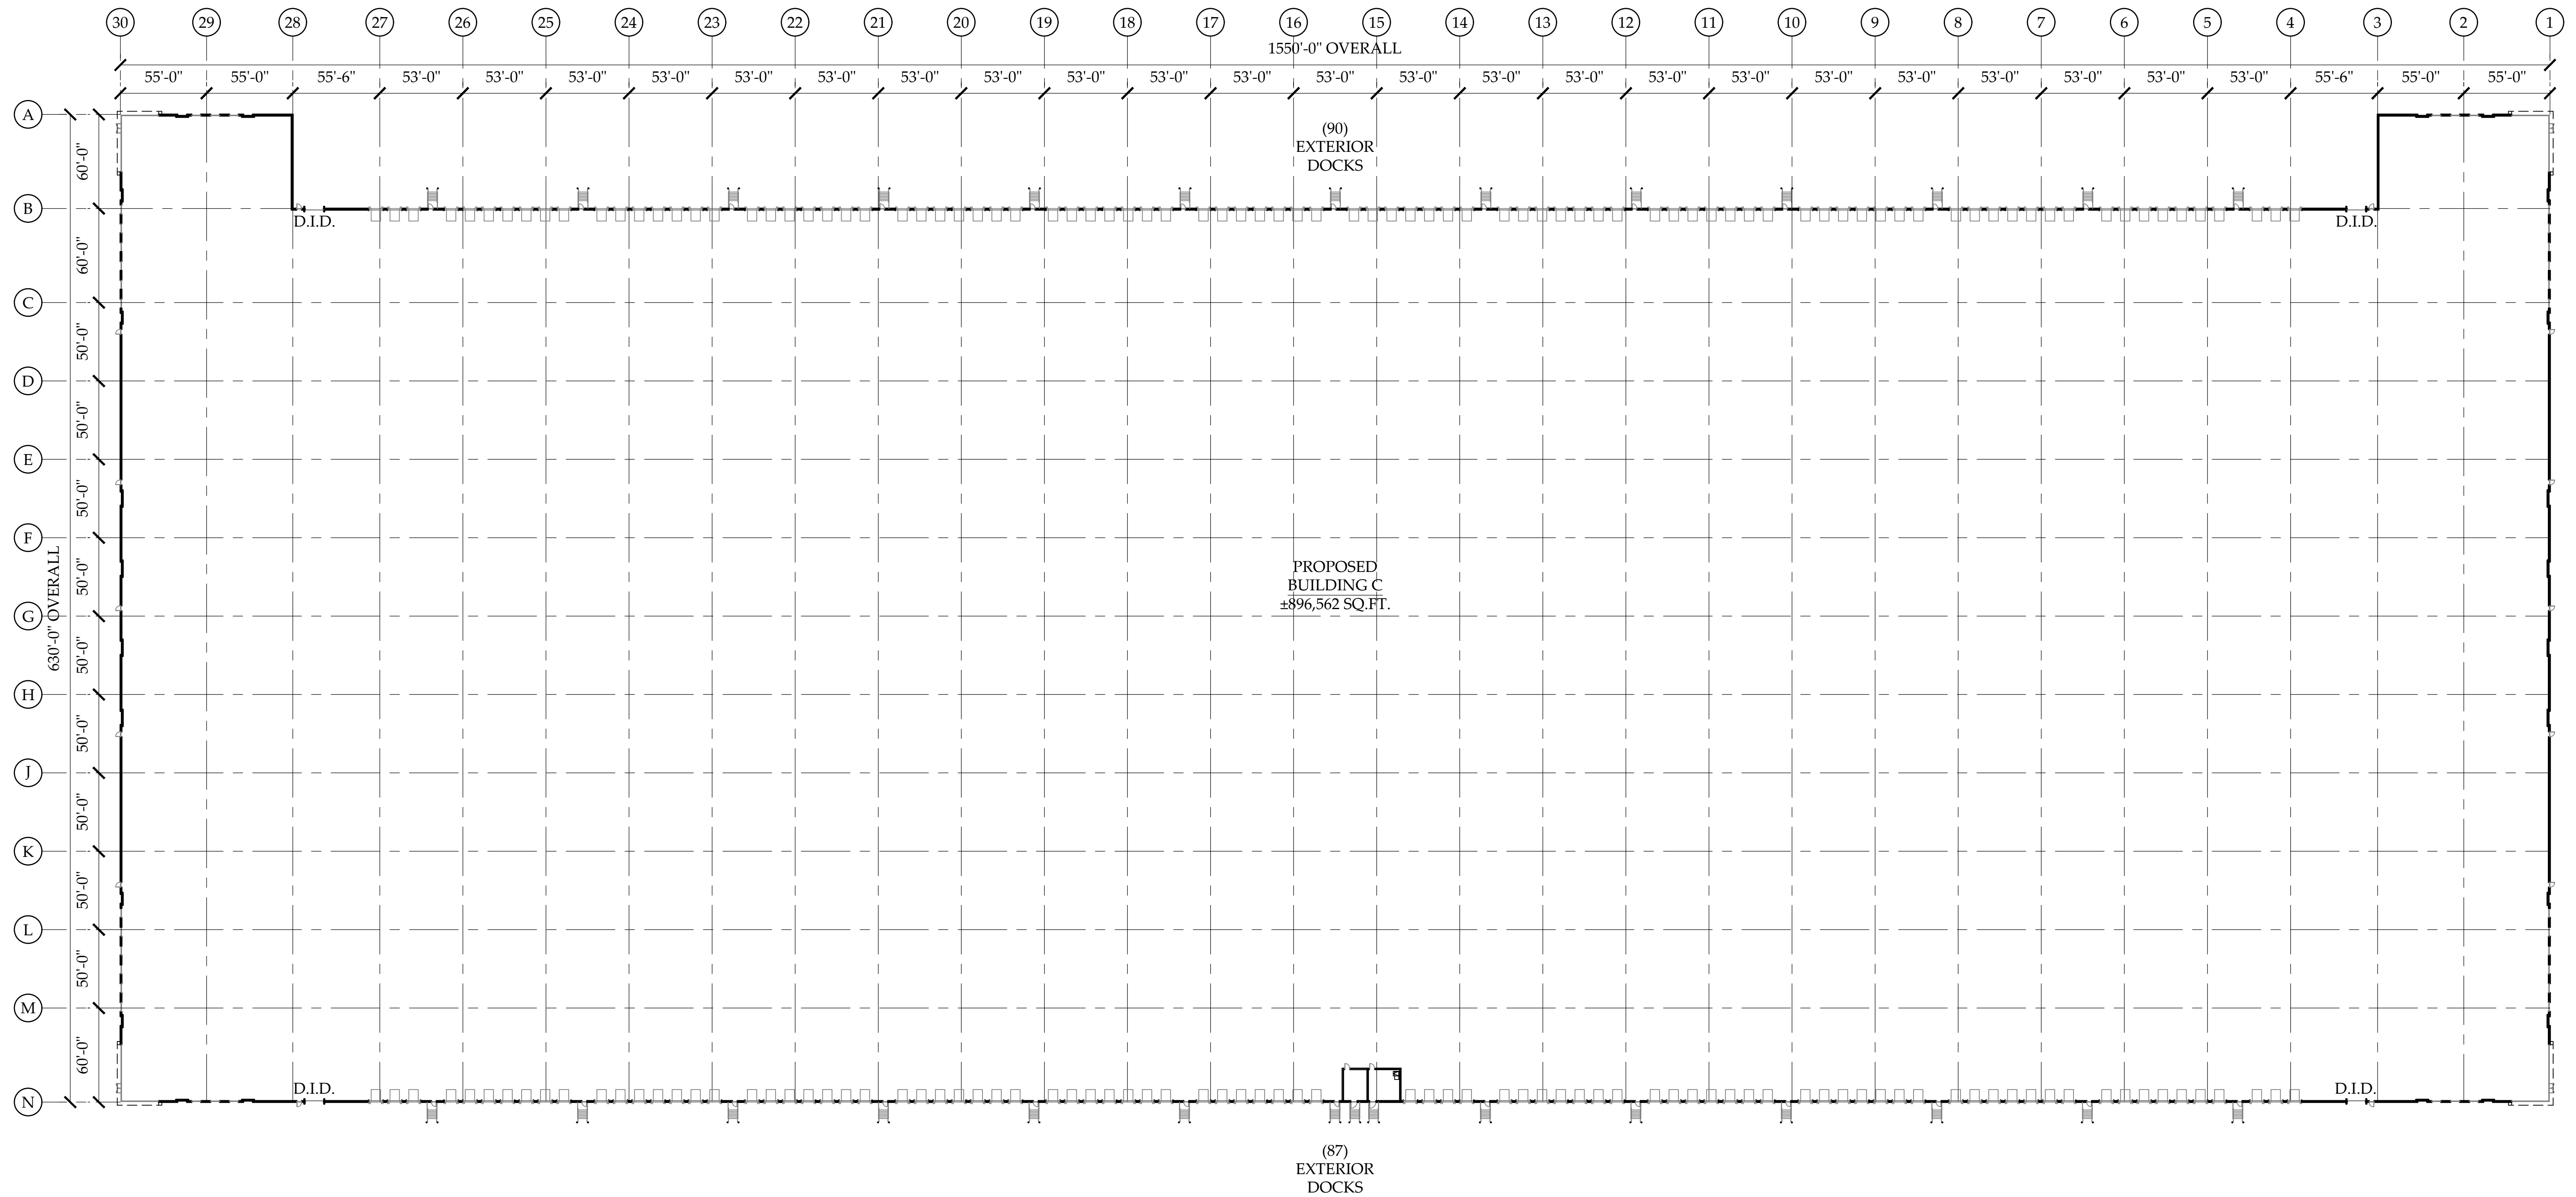 30 29 28 27 26 25 24 23 22 21 20 19 18 17 16 15 14 13 12 11 10 9 8 7 6 5 4 3 2 1
1550'-0" OVERALL
55'-0" 55'-0" 55'-6" 53'-0" 53'-0" 53'-0" 53'-0" 53'-0" 53'-0" 53'-0" 53'-0" 53'-0" 53'-0" 53'-0" 53'-0" 53'-0" 53'-0" 53'-0" 53'-0" 53'-0" 53'-0" 53'-0" 53'-0" 53'-0" 53'-0" 53'-0" 55'-6" 55'-0" 55'-0"
A
(90)
EXTERIOR
DOCKS
60'-0"
B
D.I.D. D.I.D.
60'-0"
C
50'-0"
D
50'-0"
E
50'-0"
F
50'-0"
PROPOSED
BUILDING C
±896,562 SQ.FT.
G
630'-0" OVERALL
50'-0"
H
50'-0"
J
50'-0"
K
50'-0"
L
50'-0"
M
60'-0"
D.I.D. D.I.D.
N
(87)
EXTERIOR
DOCKS